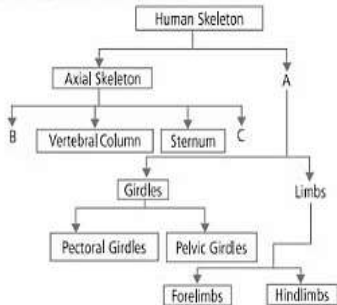 Human Skeleton
Axial Skeleton
A
B
Vertebral Column
Sternum
C
Girdles
Limbs
Pectoral Girdles
Pelvic Girdles
Forelimbs
Hindlimbs